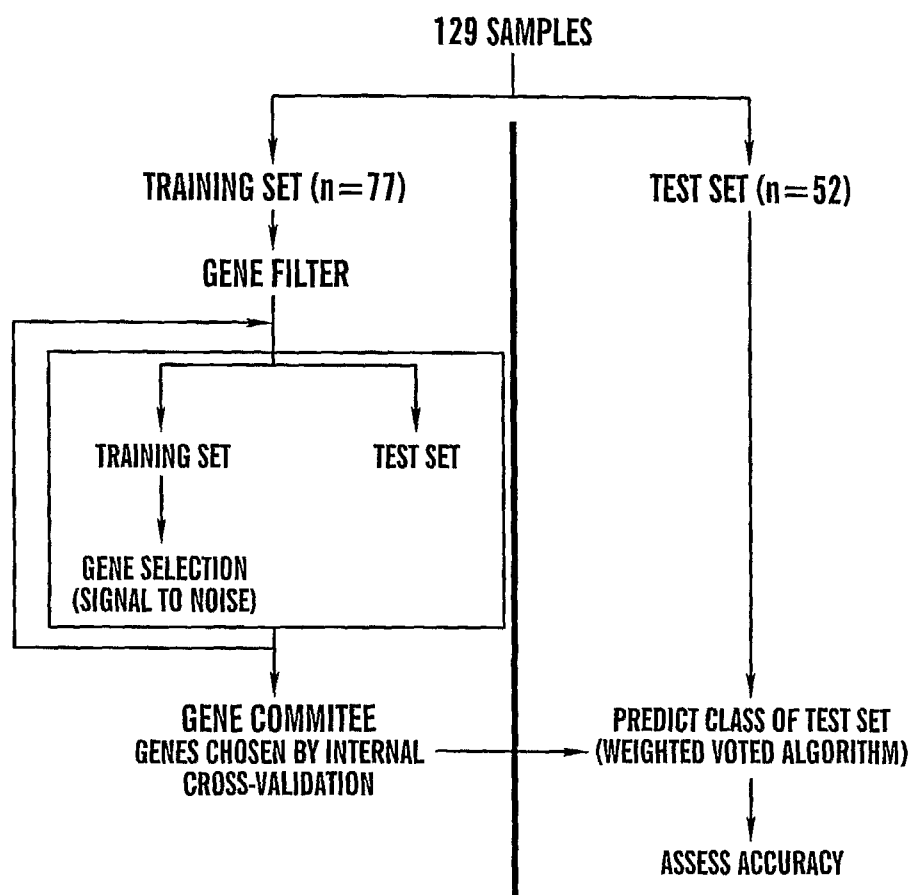 129 SAMPLES
TRAINING SET (n=77)
TEST SET (n=52)
GENE FILTER
TRAINING SET
TEST SET
GENE SELECTION
(SIGNAL TO NOISE)
GENE COMMITEE
GENES CHOSEN BY INTERNAL
CROSS-VALIDATION
PREDICT CLASS OF TEST SET
(WEIGHTED VOTED ALGORITHM)
ASSESS ACCURACY